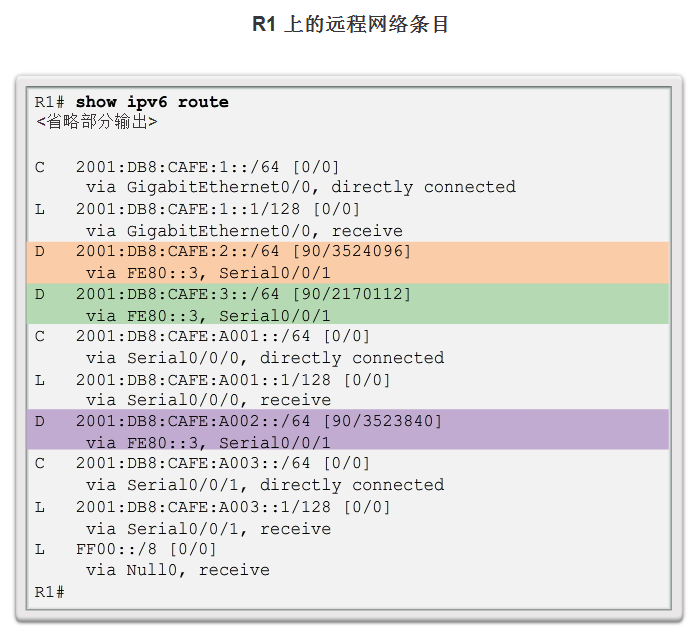 R1 上的远程网络条目
R1# show ipv6 route
<省略部分输出>
C 2001:DB8:CAFE:1::/64 [0/0]
via GigabitEthernet0/0, directly connected
L 2001:DB8:CAFE:1::1/128 [0/0]
via GigabitEthernet0/0, receive
D 2001:DB8:CAFE:2::/64 [90/3524096]
via FE80::3, Serial0/0/1
D 2001:DB8:CAFE:3::/64 [90/2170112]
via FE80::3, Serial0/0/1
C 2001:DB8:CAFE:A001::/64 [0/0]
via Serial0/0/0, directly connected
L 2001:DB8:CAFE:A001::1/128 [0/0]
via Serial0/0/0, receive
D 2001:DB8:CAFE:A002::/64 [90/3523840]
via FE80::3, Serial0/0/1
C 2001:DB8:CAFE:A003::/64 [0/0]
via Serial0/0/1, directly connected
L 2001:DB8:CAFE:A003::1/128 [0/0]
via Serial0/0/1, receive
L FF00::/8 [0/0]
via Null0, receive
R1#